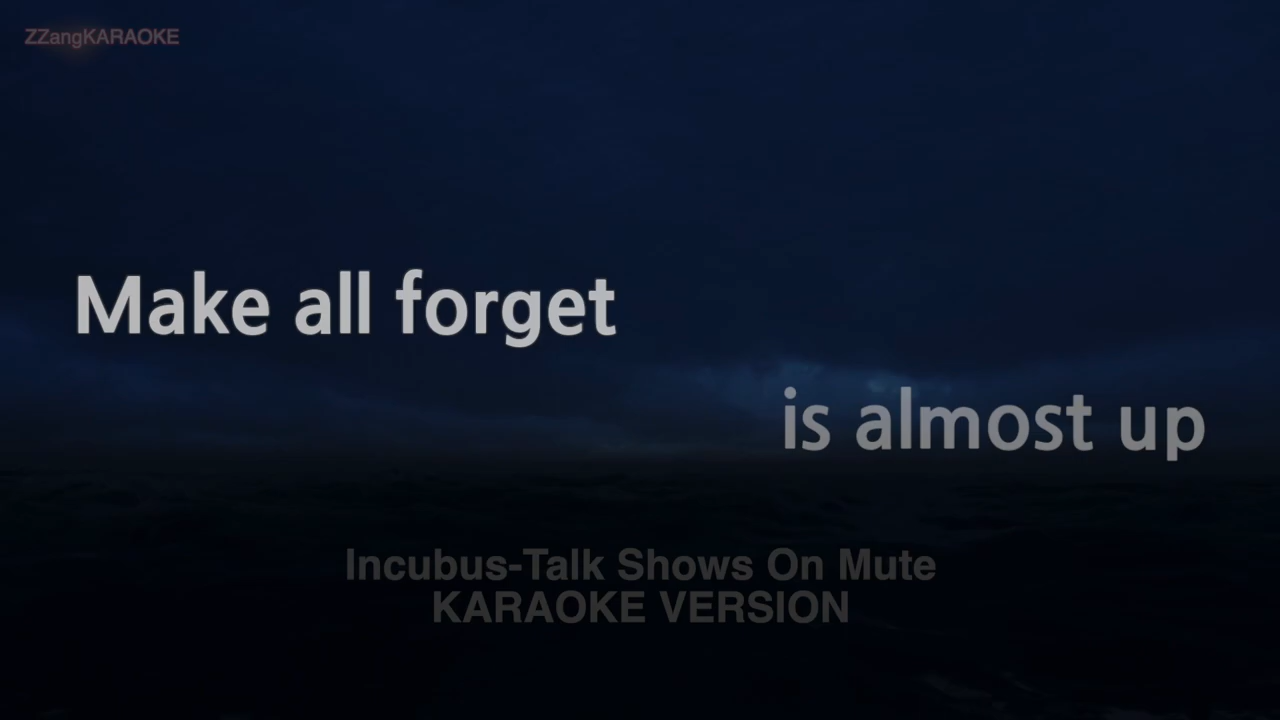 ZZangKARAOKE
Make all forget
is almost up
Incubus-Talk Shows On Mute
KARAOKE VERSION